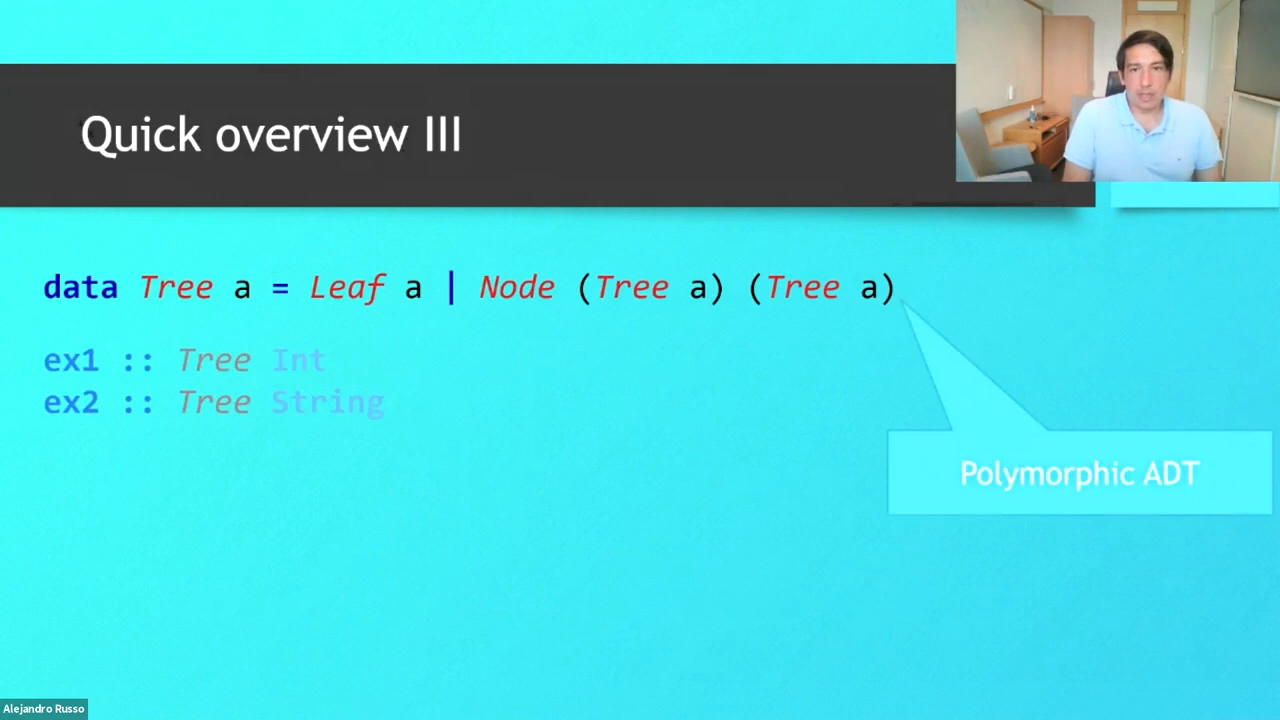 Quick overview III
data Tree a = Leaf a | Node (Tree a) (Tree a)
ex1 :: Tree Int
ex2 :: Tree String
Polymorphic ADT
Alejandro Russo